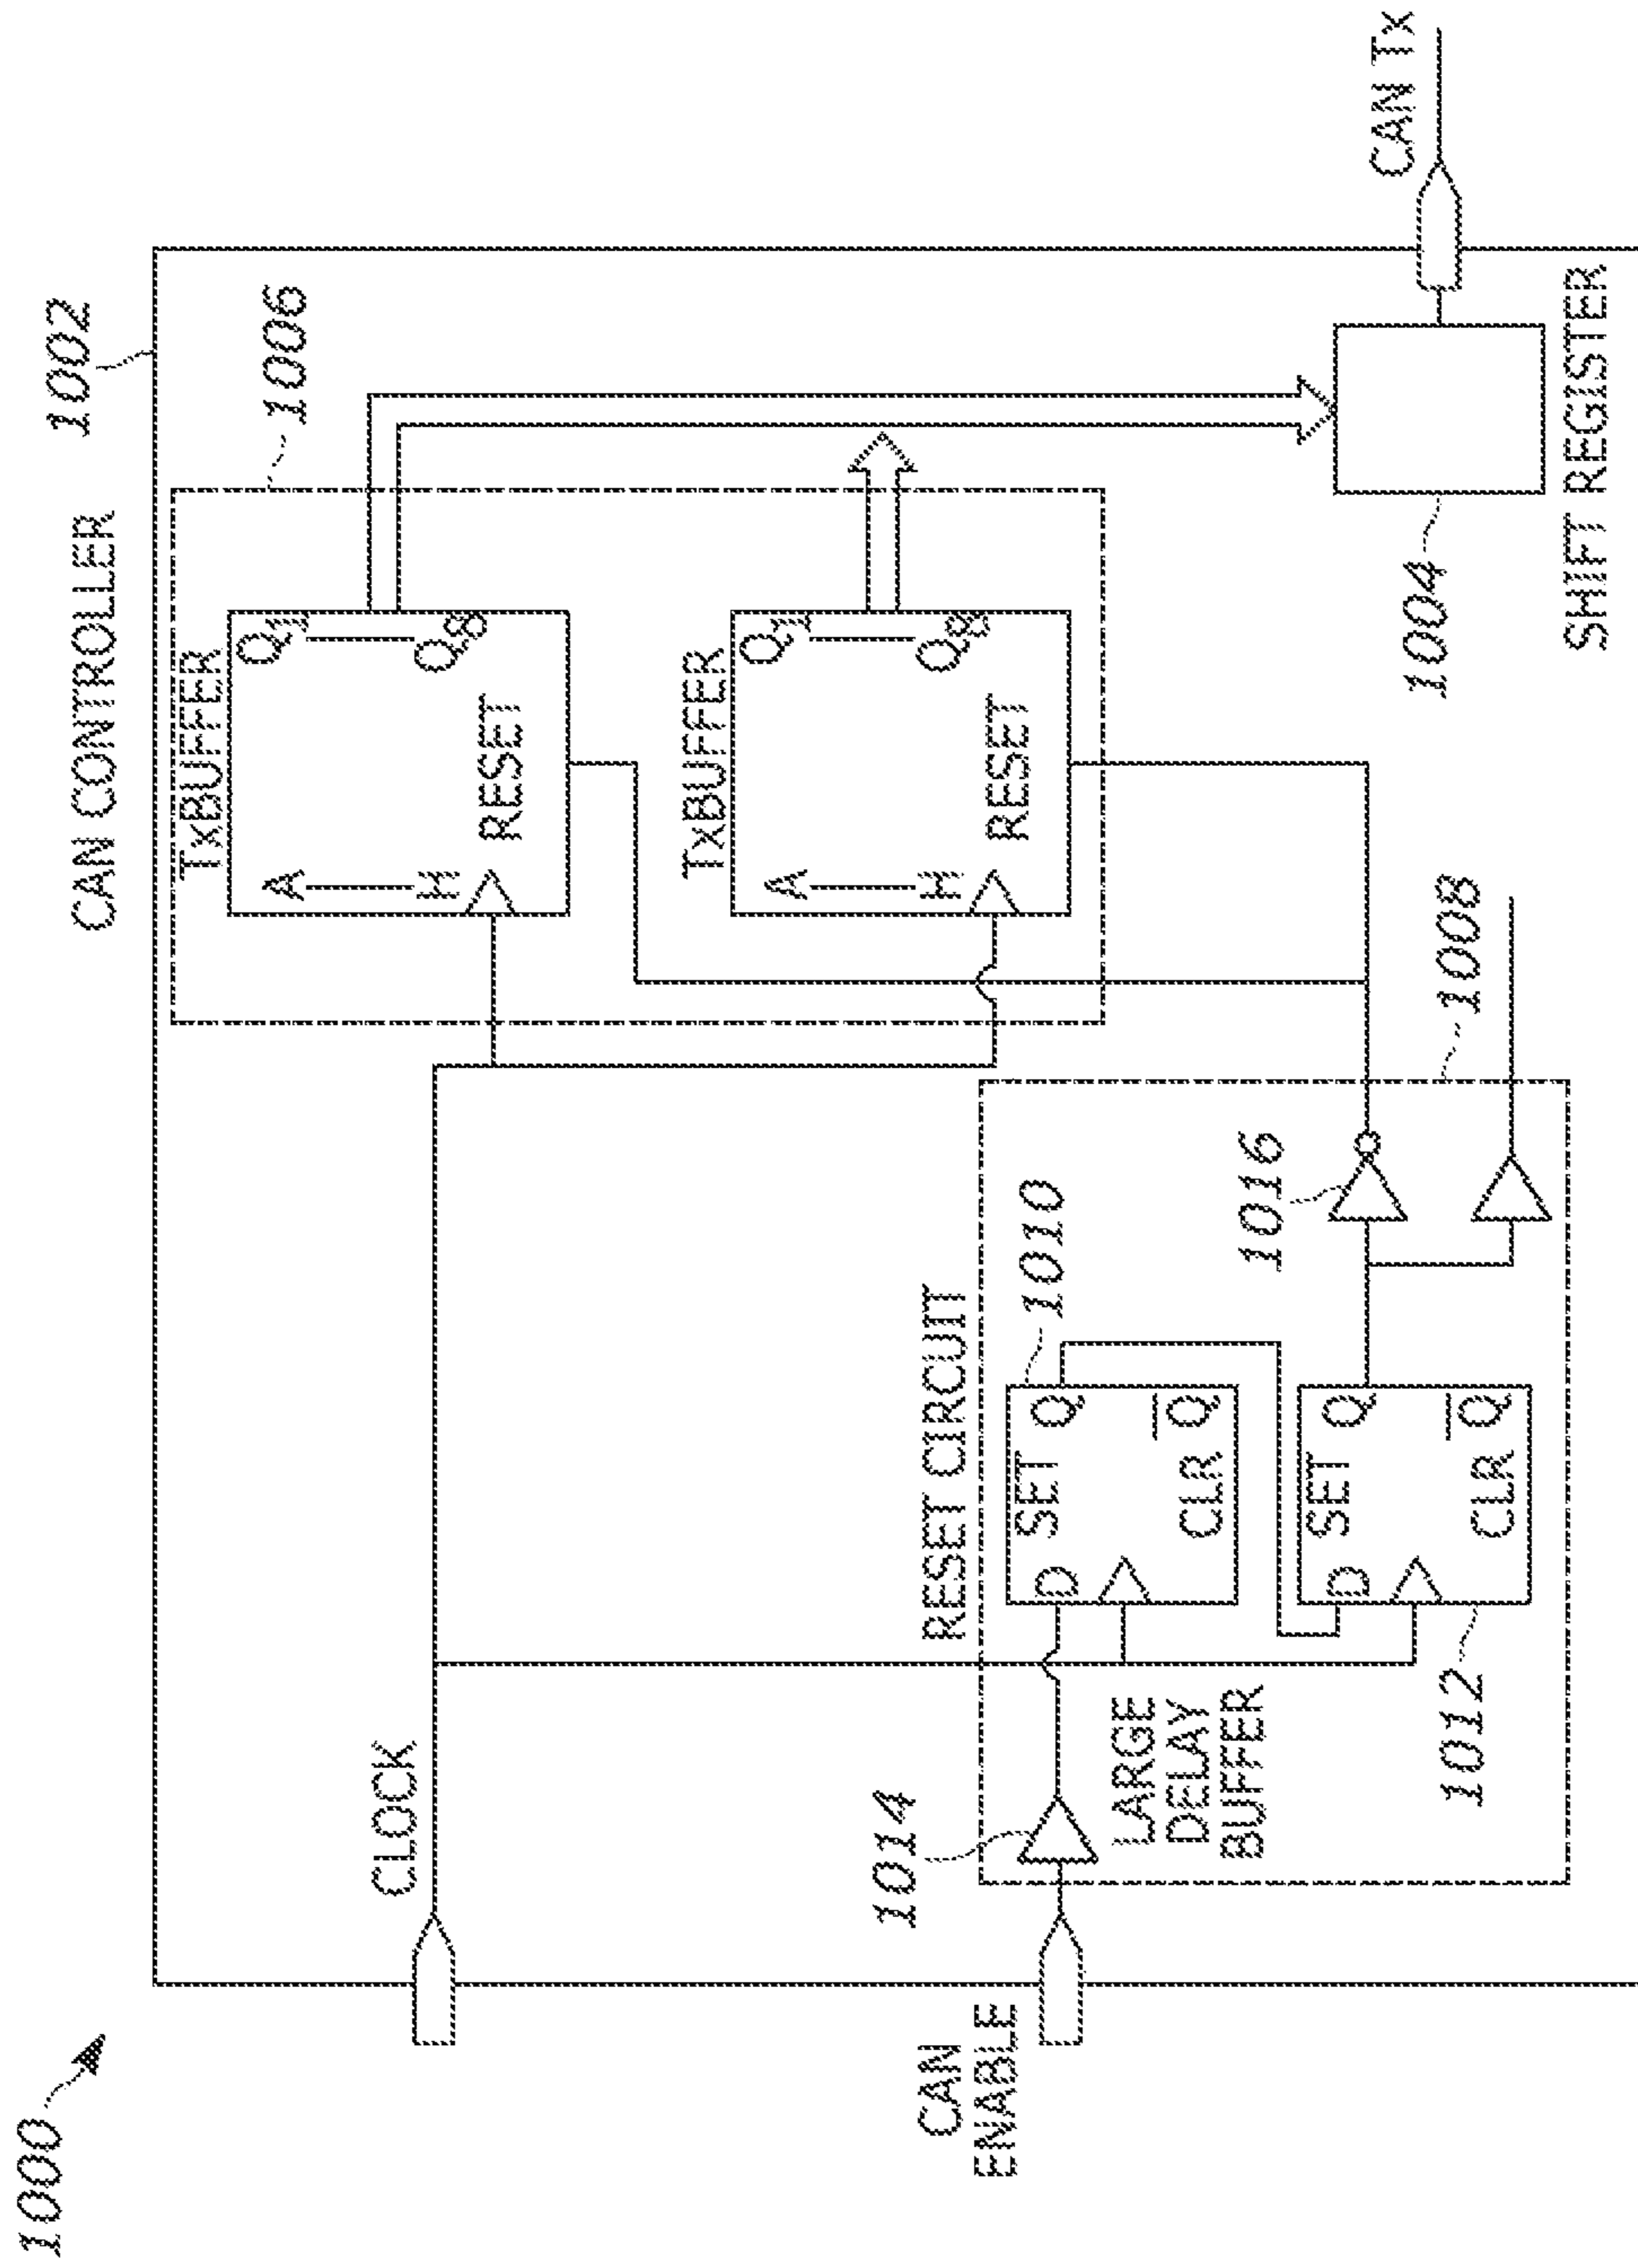 1000
1002
CAN CONTROLLER
1006
TxBUFFER
A
H
Q1
Q8
RESET
CLOCK
TxBUFFER
A
H
Q1
Q8
RESET
CAN
ENABLE
1014
RESET CIRCUIT
1010
D
SET
Q
CLR
Q
LARGE
DELAY
BUFFER
1016
D
SET
Q
CLR
Q
1012
1008
1004
SHIFT REGISTER
CAN Tx